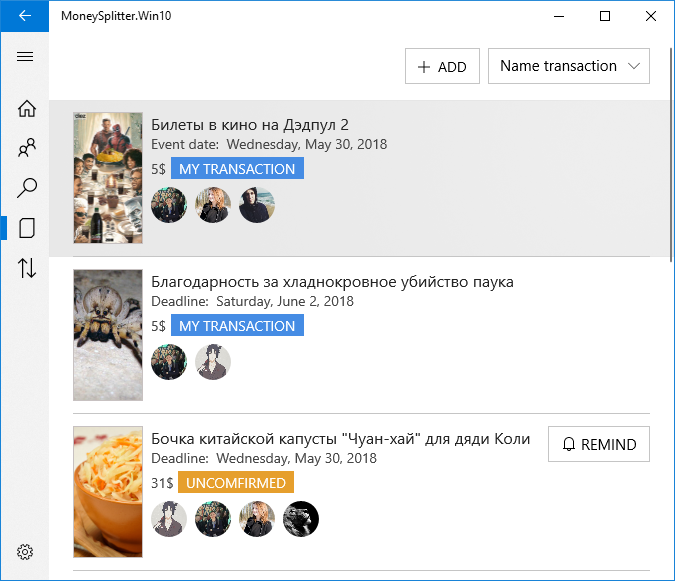 MoneySplitter.Win10
ADD
Name transaction
Билеты в кино на Дэдпул 2
Event date: Wednesday, May 30, 2018
5$ MY TRANSACTION
Благодарность за хладнокровное убийство паука
Deadline: Saturday, June 2, 2018
5$ MY TRANSACTION
Бочка китайской капусты "Чуан-хай" для дяди Коли
REMIND
Deadline: Wednesday, May 30, 2018
31$ UNCOMFIRMED